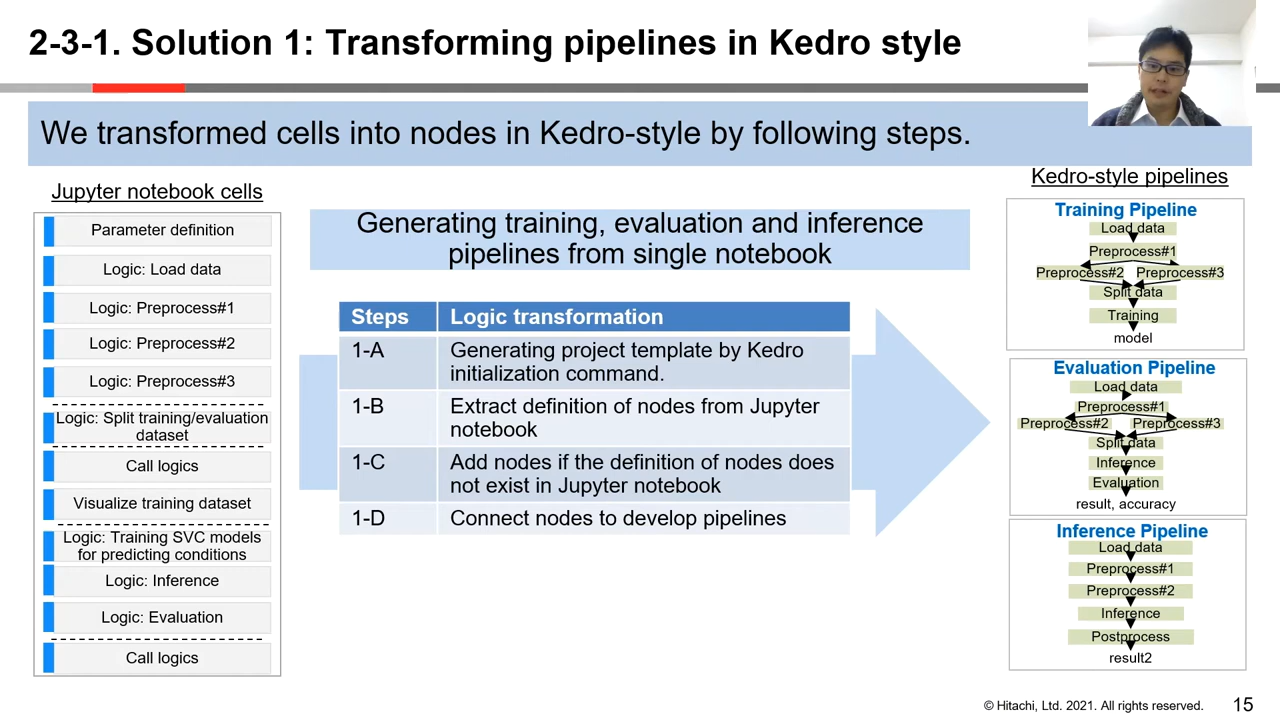 2-3-1. Solution 1: Transforming pipelines in Kedro style
We transformed cells into nodes in Kedro-style by following steps.
Jupyter notebook cells
Parameter definition
Logic: Load data
Logic: Preprocess#1
Logic: Preprocess#2
Logic: Preprocess#3
Logic: Split training/evaluation
dataset
Call logics
Visualize training dataset
Logic: Training SVC models
for predicting conditions
Logic: Inference
Logic: Evaluation
Call logics
Generating training, evaluation and inference
pipelines from single notebook
Steps Logic transformation
1-A Generating project template by Kedro
initialization command.
1-B Extract definition of nodes from Jupyter
notebook
1-C Add nodes if the definition of nodes does
not exist in Jupyter notebook
1-D Connect nodes to develop pipelines
Kedro-style pipelines
Training Pipeline
Load data
Preprocess#1
Preprocess#2 Preprocess#3
Split data
Training
model
Evaluation Pipeline
Load data
Preprocess#1
Preprocess#2 Preprocess#3
Split data
Inference
Evaluation
result, accuracy
Inference Pipeline
Load data
Preprocess#1
Preprocess#2
Inference
Postprocess
result2
© Hitachi, Ltd. 2021. All rights reserved. 15